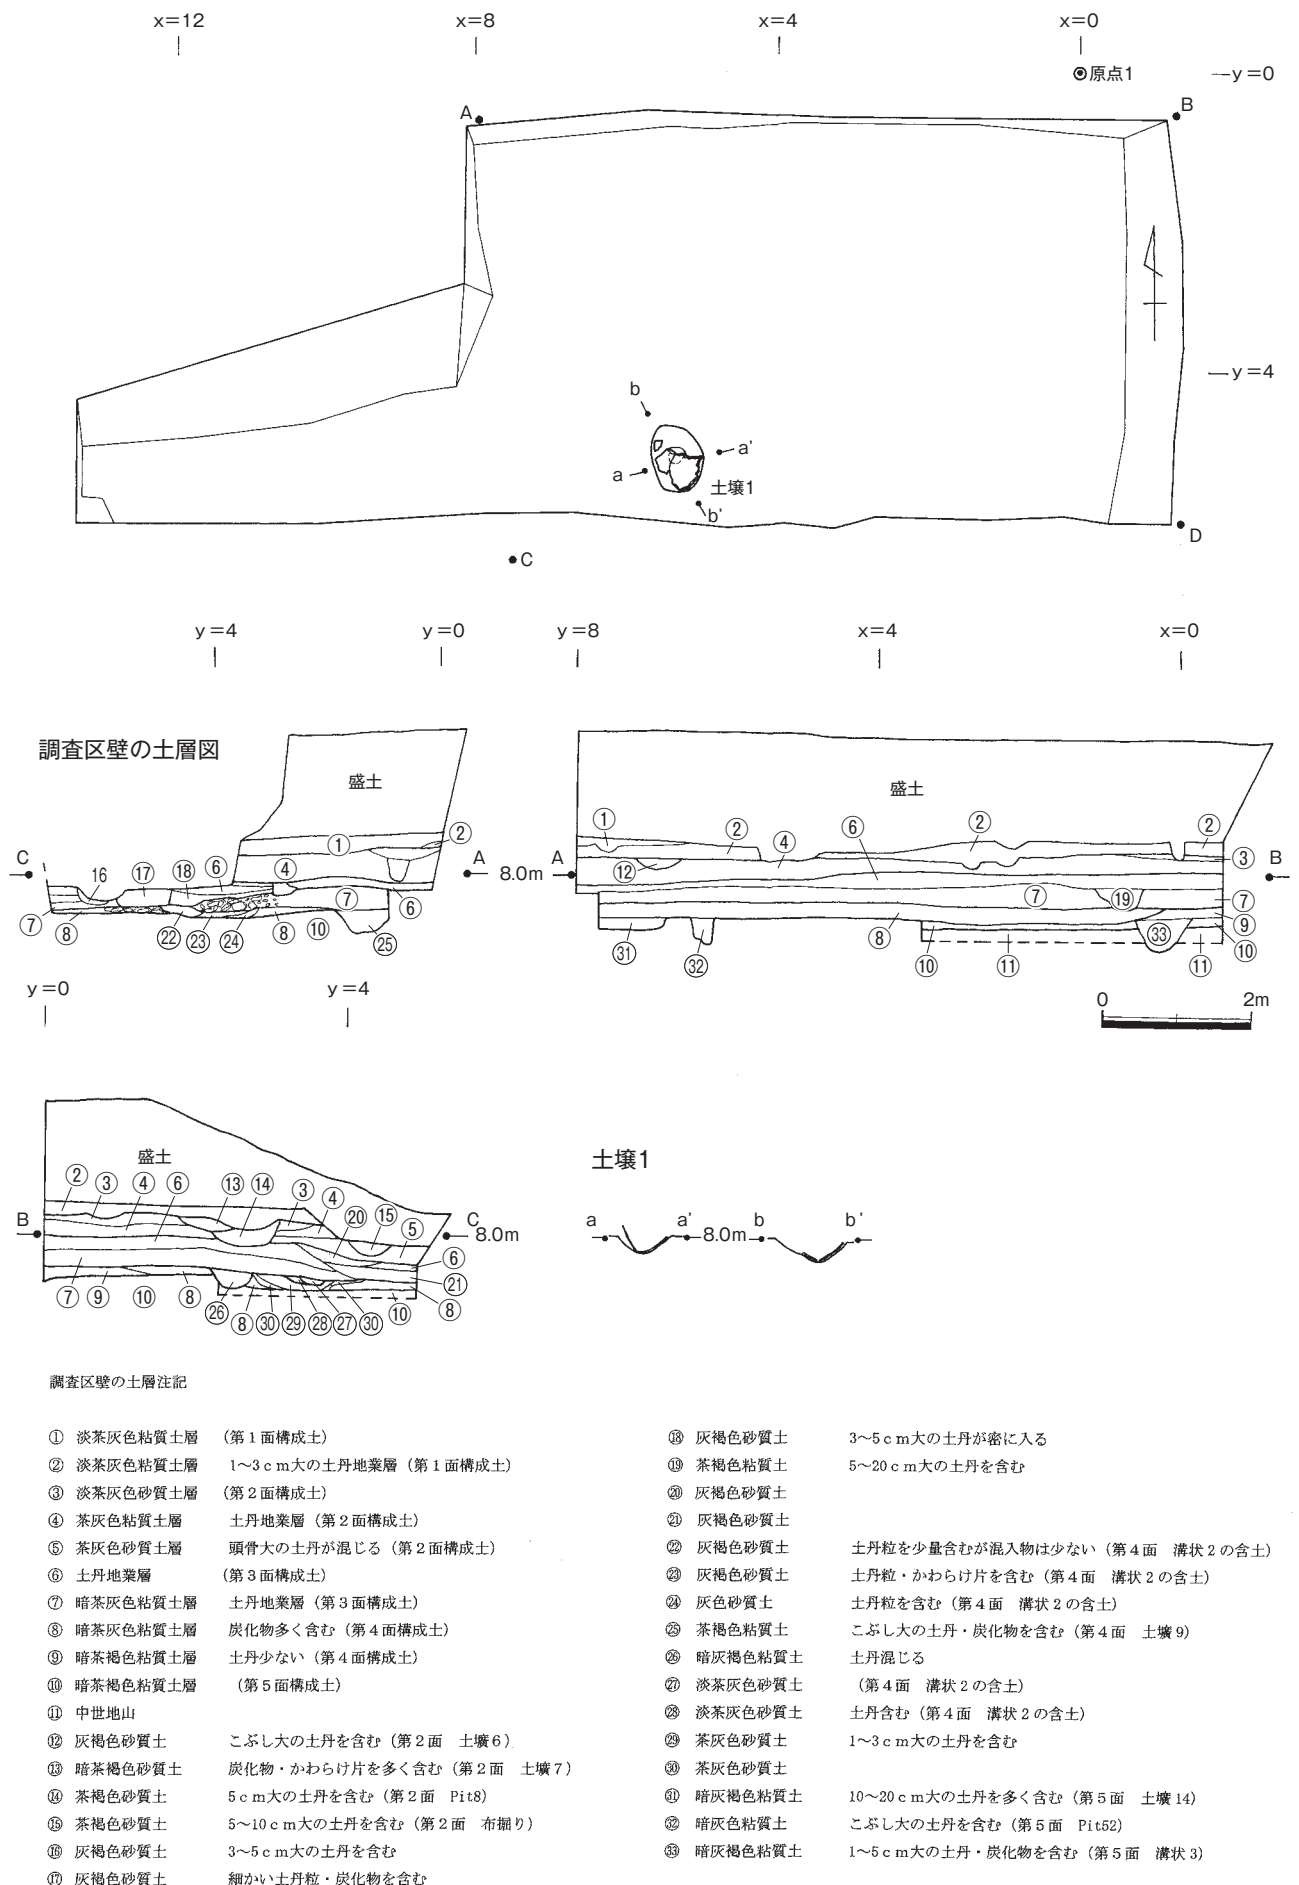 x=12 x=8 x=4 x=0
原点1 y=0
A B
y=4
b
a' a
土壌1
b'
D
C
y=4 y=0 y=8 x=4 x=0
調査区壁の土層図
盛土 盛土
① ② ① ② ④ ⑥ ② ②
C 16 ⑰ ⑱ ⑥ ④ A 8.0m A ⑫ ③ B
⑦ ⑥ ⑦ ⑲ ⑦
⑦ ⑧ ㉒ ㉓ ㉔ ⑧ ⑩ ㉕ ㉛ ㉜ ⑧ ⑩ ⑪ ㉝ ⑪ ⑨ ⑩
y=0 y=4 0 2m
盛土
土壌1
② ③ ④ ⑥ ⑬ ⑭ ③ ④ ⑳ ⑮ ⑤
B C 8.0m a a' 8.0m b b'
⑥
㉑
⑦ ⑨ ⑩ ⑧ ㉖ ⑧ ㉚ ㉙ ㉘ ㉗ ㉚ ⑩ ⑧
調査区壁の土層注記
① 淡茶灰色粘質土層 (第1面構成土)
② 淡茶灰色粘質土層 1~3cm大の土丹地業層(第1面構成土)
③ 淡茶灰色砂質土層 (第2面構成土)
④ 茶灰色粘質土層 土丹地業層(第2面構成土)
⑤ 茶灰色砂質土層 頭骨大の土丹が混じる(第2面構成土)
⑥ 土丹地業層 (第3面構成土)
⑦ 暗茶灰色粘質土層 土丹地業層(第3面構成土)
⑧ 暗茶灰色粘質土層 炭化物多く含む(第4面構成土)
⑨ 暗茶褐色粘質土層 土丹少ない(第4面構成土)
⑩ 暗茶褐色粘質土層 (第5面構成土)
⑪ 中世地山
⑫ 灰褐色砂質土 こぶし大の土丹を含む(第2面 土壙6)
⑬ 暗茶褐色砂質土 炭化物・かわらけ片を多く含む(第2面 土壙7)
⑭ 茶褐色砂質土 5cm大の土丹を含む(第2面 Pit8)
⑮ 茶褐色砂質土 5~10cm大の土丹を含む(第2面 布掘り)
⑯ 灰褐色砂質土 3~5cm大の土丹を含む
⑰ 灰褐色砂質土 細かい土丹粒・炭化物を含む
⑱ 灰褐色砂質土 3~5cm大の土丹が密に入る
⑲ 茶褐色粘質土 5~20cm大の土丹を含む
⑳ 灰褐色砂質土
㉑ 灰褐色砂質土
㉒ 灰褐色砂質土 土丹粒を少量含むが混入物は少ない(第4面 溝状2の含土)
㉓ 灰褐色砂質土 土丹粒・かわらけ片を含む(第4面 溝状2の含土)
㉔ 灰色砂質土 土丹粒を含む(第4面 溝状2の含土)
㉕ 茶褐色粘質土 こぶし大の土丹・炭化物を含む(第4面 土壙9)
㉖ 暗灰褐色粘質土 土丹混じる
㉗ 淡茶灰色砂質土 (第4面 溝状2の含土)
㉘ 淡茶灰色砂質土 土丹含む(第4面 溝状2の含土)
㉙ 茶灰色砂質土 1~3cm大の土丹を含む
㉚ 茶灰色砂質土
㉛ 暗灰褐色粘質土 10~20cm大の土丹を多く含む(第5面 土壙14)
㉜ 暗灰色粘質土 こぶし大の土丹を含む(第5面 Pit52)
㉝ 暗灰褐色粘質土 1~5cm大の土丹・炭化物を含む(第5面 溝状3)